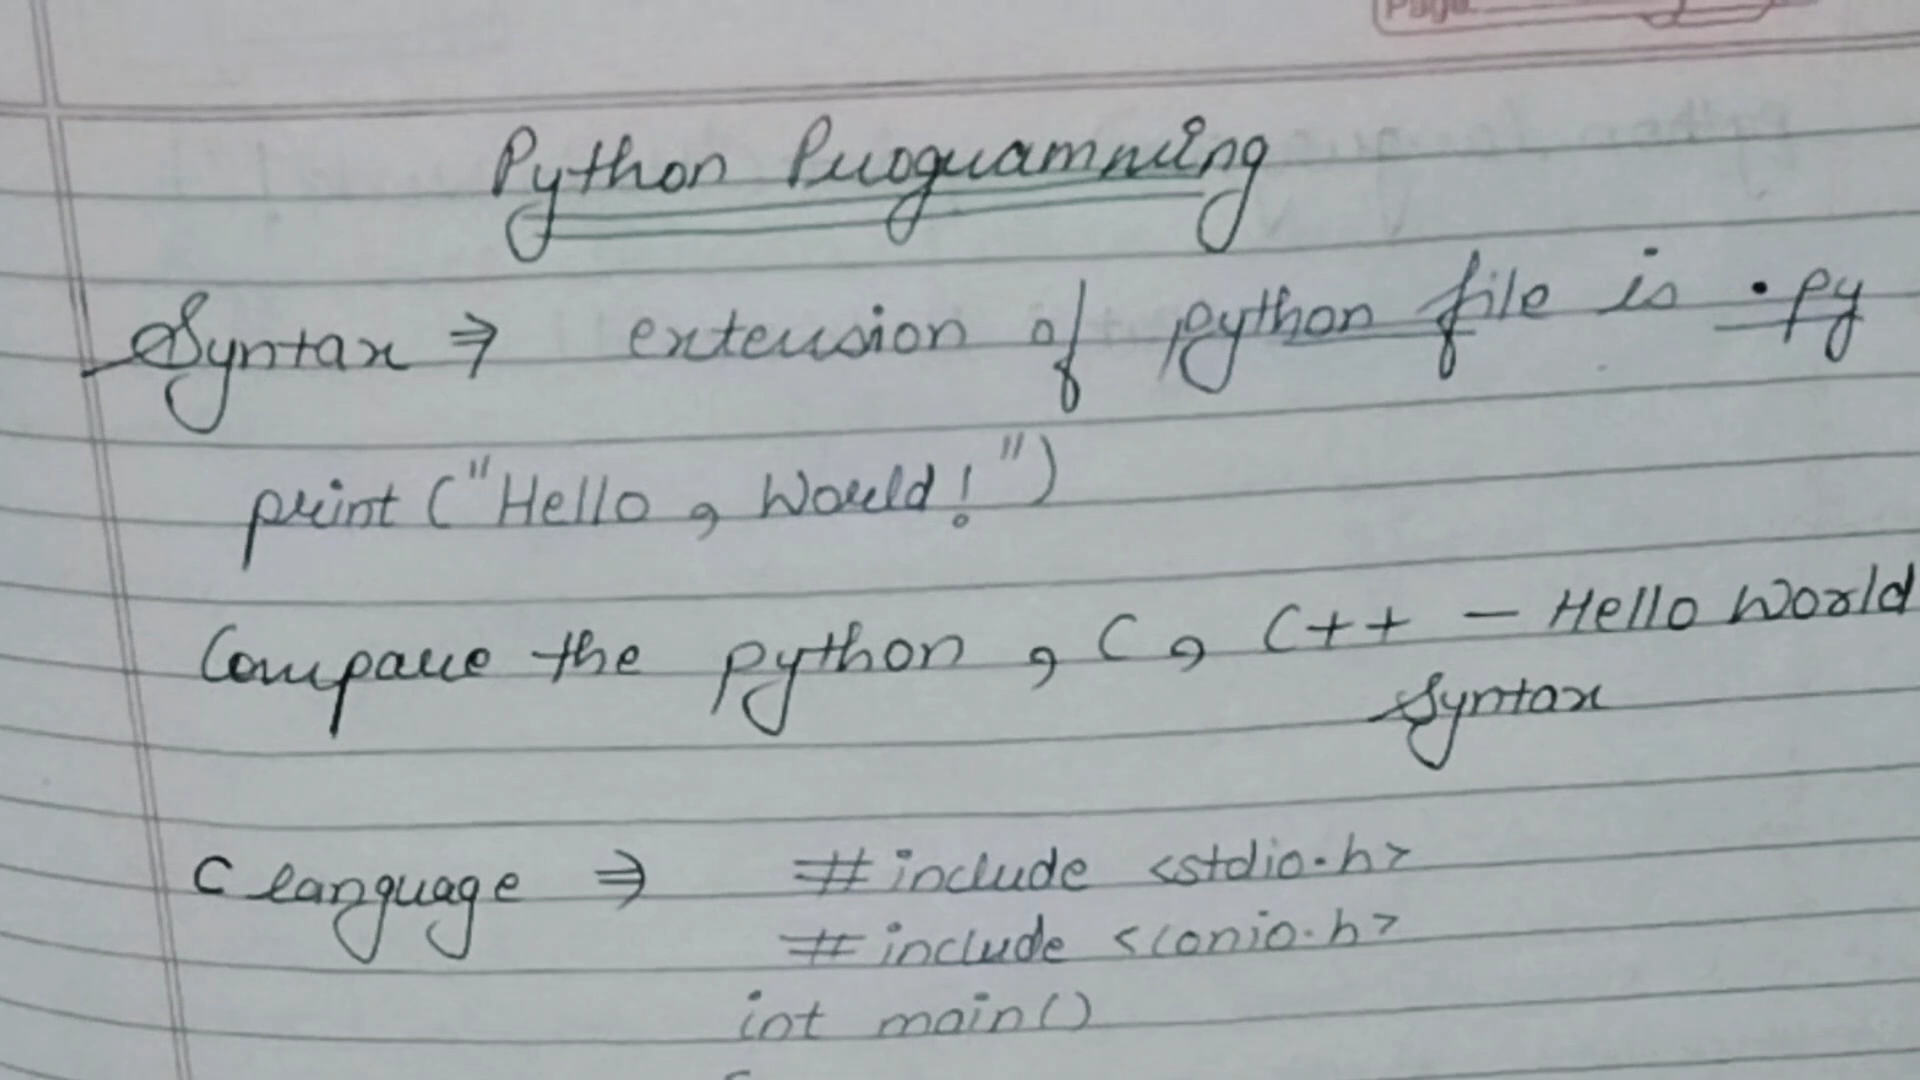 Page
Python Programming
Syntax ⇒ extension of python file is .py
print ("Hello, World!")
Compare the python, C, C++ - Hello World
Syntax
C language ⇒ #include <stdio.h>
#include <conio.h>
int main()